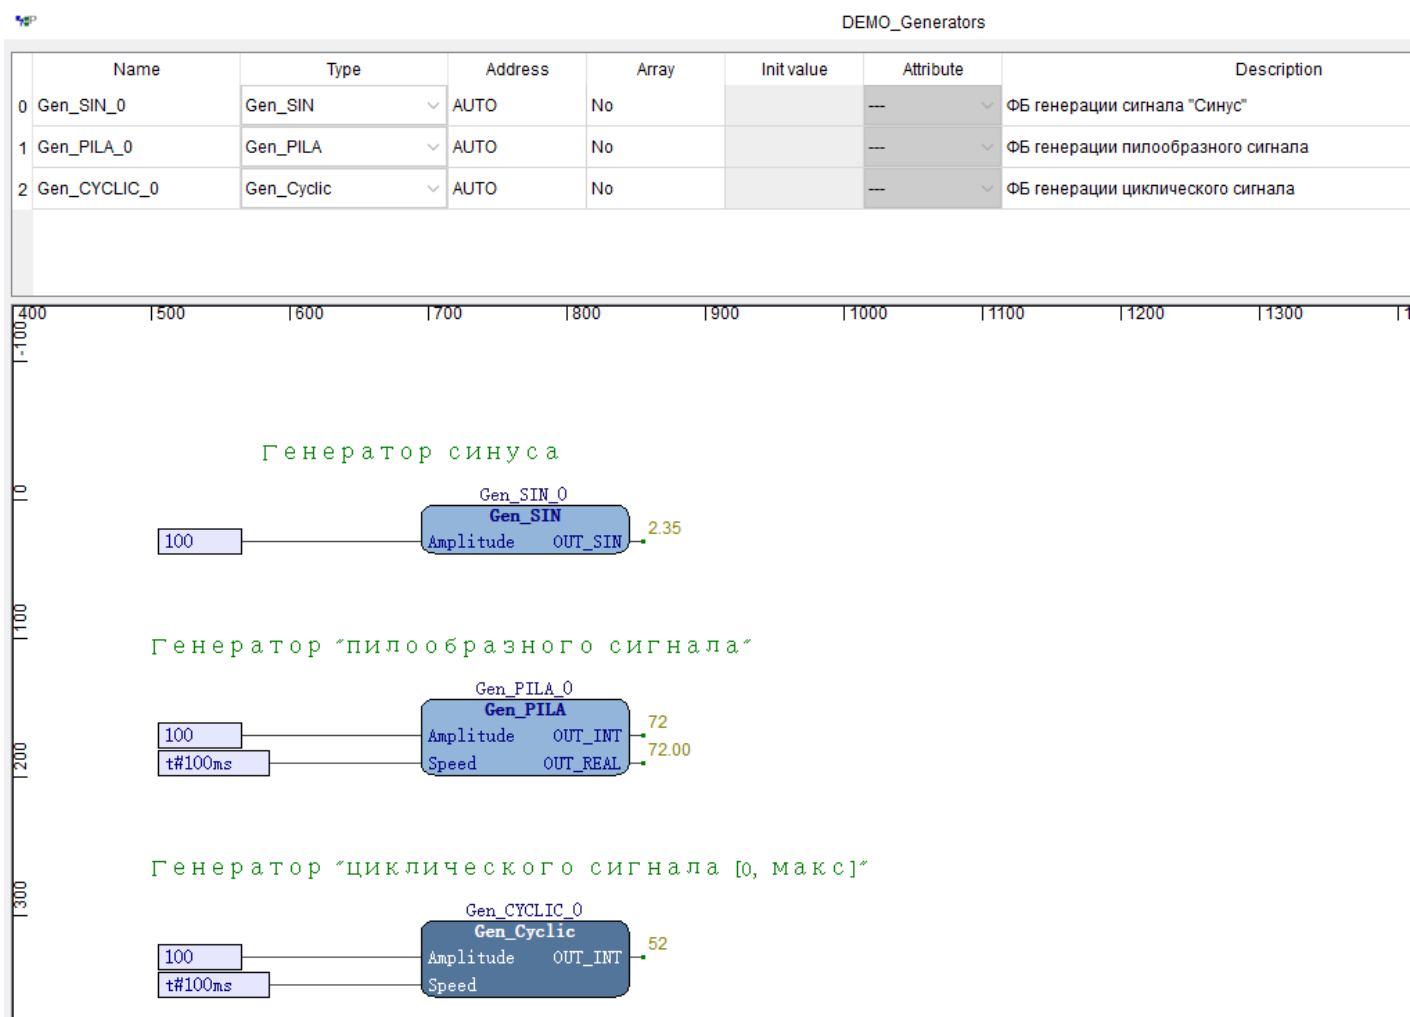 DEMO_Generators
Name Type Address Array Init value Attribute Description
0 Gen_SIN_0 Gen_SIN AUTO No --- ФБ генерации сигнала "Синус"
1 Gen_PILA_0 Gen_PILA AUTO No --- ФБ генерации пилообразного сигнала
2 Gen_CYCLIC_0 Gen_Cyclic AUTO No --- ФБ генерации циклического сигнала
400 500 600 700 800 900 1000 1100 1200 1300
-100
Генератор синуса
0
Gen_SIN_0
Gen_SIN
2.35
100 Amplitude OUT_SIN
100
Генератор "пилообразного сигнала"
Gen_PILA_0
Gen_PILA
72
100 Amplitude OUT_INT
72.00
200
t#100ms Speed OUT_REAL
Генератор "циклического сигнала [0, макс]"
300
Gen_CYCLIC_0
Gen_Cyclic
52
100 Amplitude OUT_INT
t#100ms Speed